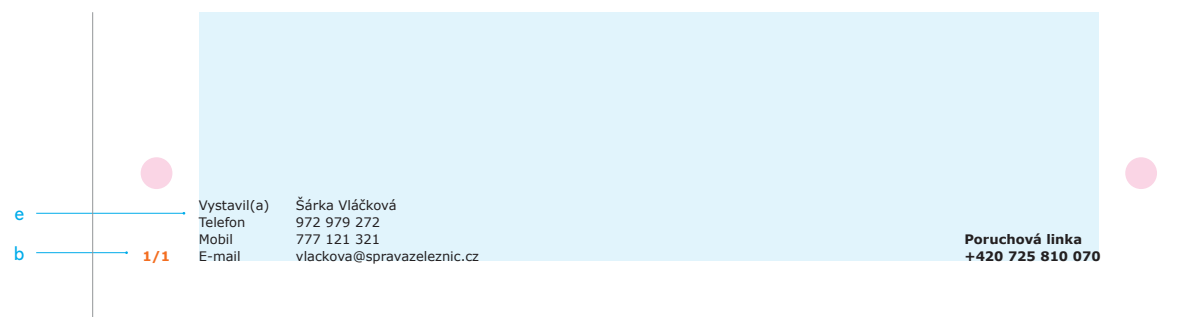 e Vystavil(a) Šárka Vláčková
Telefon 972 979 272
Mobil 777 121 321 Poruchová linka
b 1/1 E-mail vlackova@spravazeleznic.cz +420 725 810 070